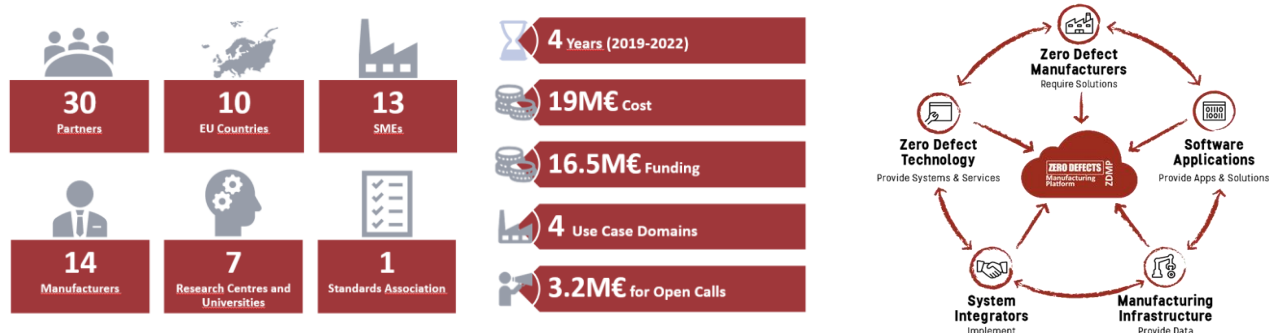 30
Partners
10
EU Countries
13
SMEs
14
Manufacturers
7
Research Centres and
Universities
1
Standards Association
4 Years (2019-2022)
19M€ Cost
16.5M€ Funding
4 Use Case Domains
3.2M€ for Open Calls
Zero Defect
Manufacturers
Require Solutions
Zero Defect
Technology
Provide Systems & Services
Software
Applications
Provide Apps & Solutions
01110
10011
ZERO DEFECTS
Manufacturing
Platform
ZDMP
System
Integrators
Implement
Manufacturing
Infrastructure
Provide Data